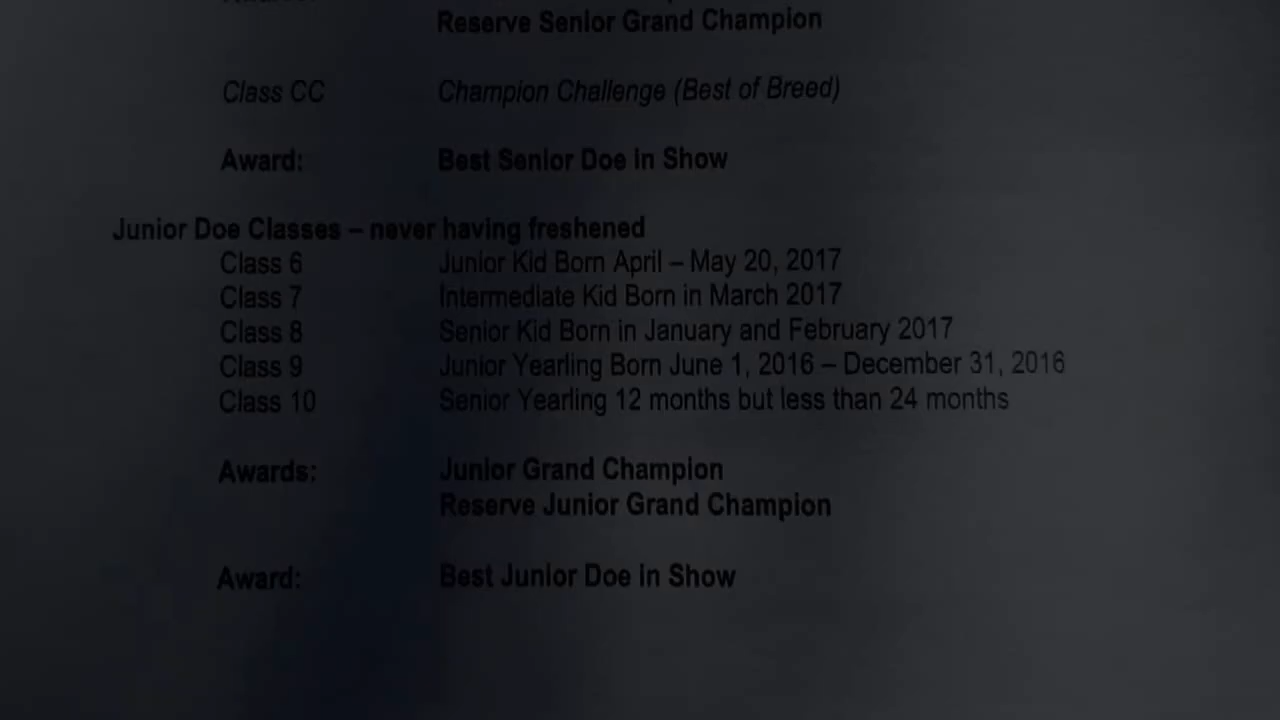 Reserve Senior Grand Champion
Class CC Champion Challenge (Best of Breed)
Award: Best Senior Doe in Show
Junior Doe Classes – never having freshened
Class 6 Junior Kid Born April – May 20, 2017
Class 7 Intermediate Kid Born in March 2017
Class 8 Senior Kid Born in January and February 2017
Class 9 Junior Yearling Born June 1, 2016 – December 31, 2016
Class 10 Senior Yearling 12 months but less than 24 months
Awards: Junior Grand Champion
Reserve Junior Grand Champion
Award: Best Junior Doe in Show